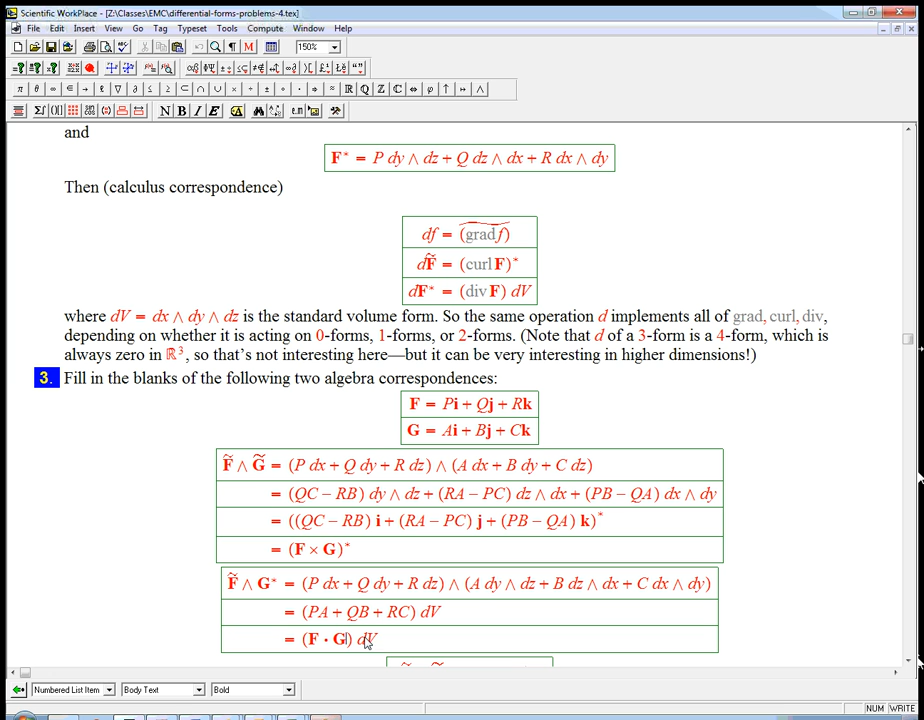 Scientific WorkPlace - [Z:\Classes\EMC\differential-forms-problems-4.tex]
File Edit Insert View Go Tag Typeset Tools Compute Window Help
150%
π θ ∞ ∈ → ℓ ∇ ∂ ≤ ≥ ⊂ ∩ ∪ × ÷ ± ∘ · ⇒ ≈ ℝ ℚ ℤ ℂ ⇔ φ ↑ ↦ ∧
N B I E
and
F* = P dy ∧ dz + Q dz ∧ dx + R dx ∧ dy
Then (calculus correspondence)
df = (grad f)͂
dF̃ = (curl F)*
dF* = (div F) dV
where dV = dx ∧ dy ∧ dz is the standard volume form. So the same operation d implements all of grad, curl, div,
depending on whether it is acting on 0-forms, 1-forms, or 2-forms. (Note that d of a 3-form is a 4-form, which is
always zero in ℝ³, so that's not interesting here—but it can be very interesting in higher dimensions!)
3. Fill in the blanks of the following two algebra correspondences:
F = Pi + Qj + Rk
G = Ai + Bj + Ck
F̃ ∧ G̃ = (P dx + Q dy + R dz) ∧ (A dx + B dy + C dz)
= (QC − RB) dy ∧ dz + (RA − PC) dz ∧ dx + (PB − QA) dx ∧ dy
= ((QC − RB) i + (RA − PC) j + (PB − QA) k)*
= (F × G)*
F̃ ∧ G* = (P dx + Q dy + R dz) ∧ (A dy ∧ dz + B dz ∧ dx + C dx ∧ dy)
= (PA + QB + RC) dV
= (F · G) dV
Numbered List Item Body Text Bold
NUM WRITE